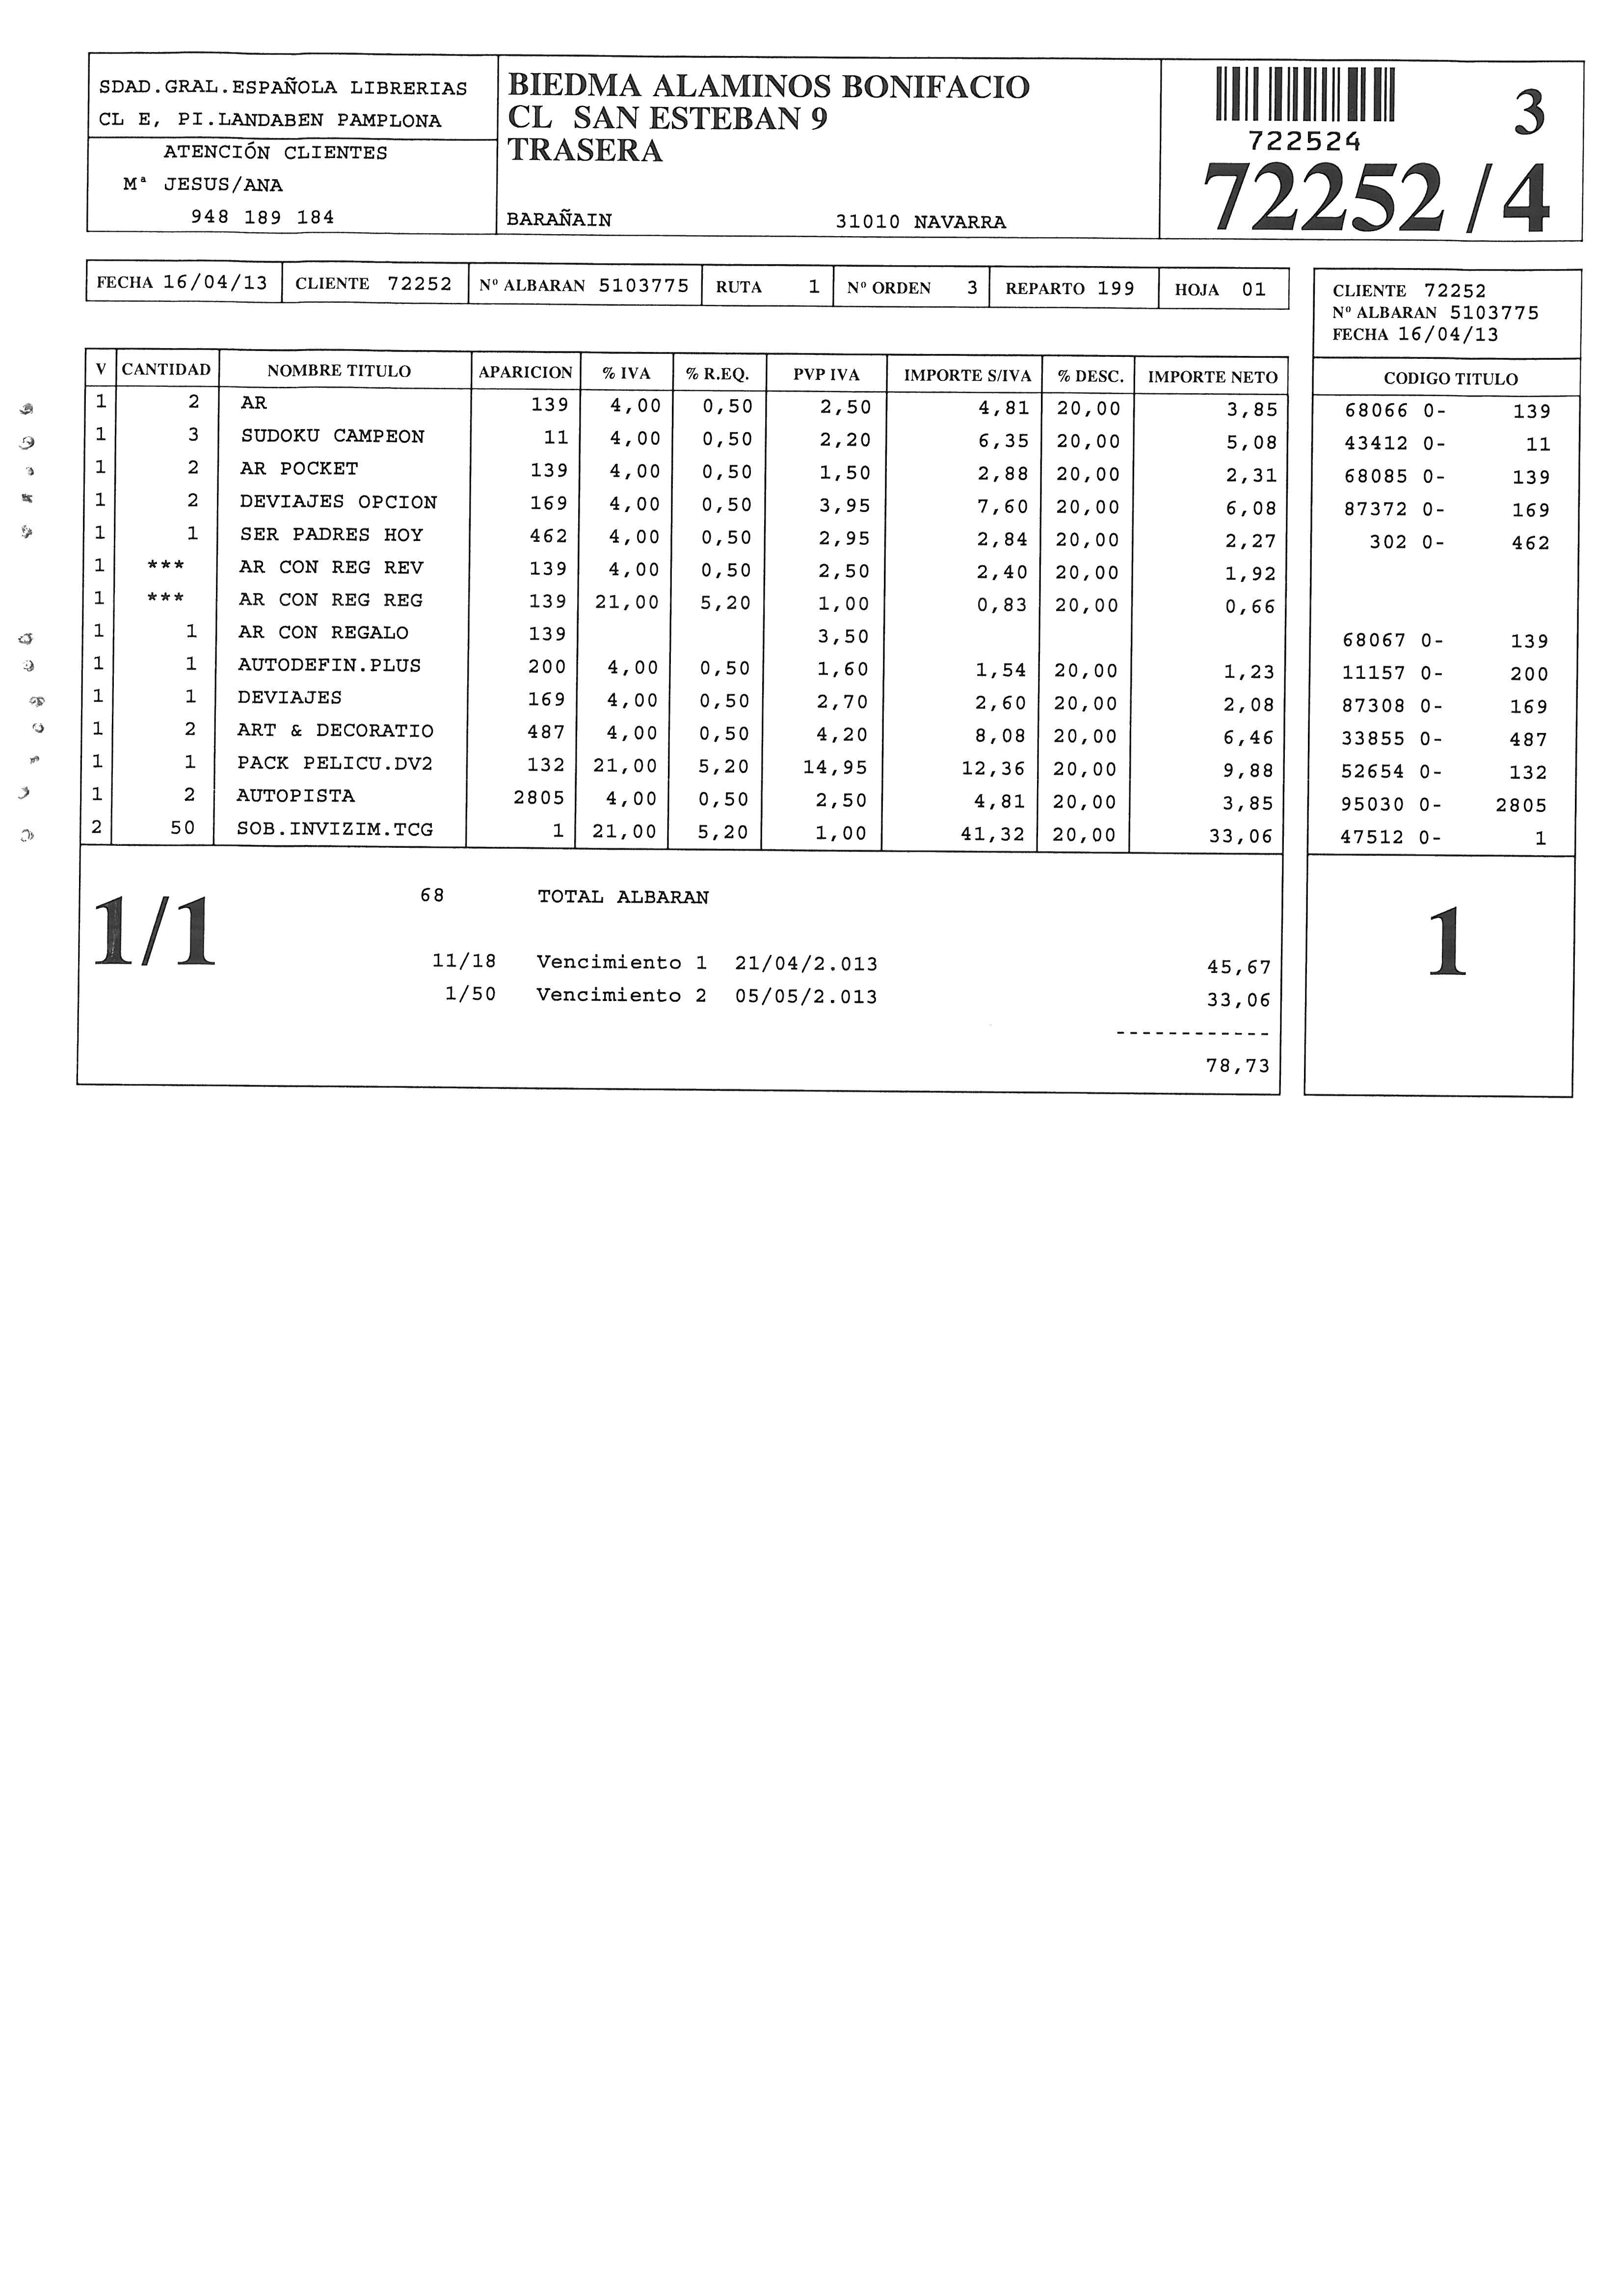 SDAD.GRAL.ESPAÑOLA LIBRERIAS
CL E, PI.LANDABEN PAMPLONA
ATENCIÓN CLIENTES
Mª JESUS/ANA
948 189 184
BIEDMA ALAMINOS BONIFACIO
CL SAN ESTEBAN 9
TRASERA
BARAÑAIN 31010 NAVARRA
3
722524
72252/4
FECHA 16/04/13 CLIENTE 72252 Nº ALBARAN 5103775 RUTA 1 Nº ORDEN 3 REPARTO 199 HOJA 01
CLIENTE 72252
Nº ALBARAN 5103775
FECHA 16/04/13
V CANTIDAD NOMBRE TITULO APARICION % IVA % R.EQ. PVP IVA IMPORTE S/IVA % DESC. IMPORTE NETO CODIGO TITULO
1 2 AR 139 4,00 0,50 2,50 4,81 20,00 3,85 68066 0- 139
1 3 SUDOKU CAMPEON 11 4,00 0,50 2,20 6,35 20,00 5,08 43412 0- 11
1 2 AR POCKET 139 4,00 0,50 1,50 2,88 20,00 2,31 68085 0- 139
1 2 DEVIAJES OPCION 169 4,00 0,50 3,95 7,60 20,00 6,08 87372 0- 169
1 1 SER PADRES HOY 462 4,00 0,50 2,95 2,84 20,00 2,27 302 0- 462
1 *** AR CON REG REV 139 4,00 0,50 2,50 2,40 20,00 1,92
1 *** AR CON REG REG 139 21,00 5,20 1,00 0,83 20,00 0,66
1 1 AR CON REGALO 139 3,50 68067 0- 139
1 1 AUTODEFIN.PLUS 200 4,00 0,50 1,60 1,54 20,00 1,23 11157 0- 200
1 1 DEVIAJES 169 4,00 0,50 2,70 2,60 20,00 2,08 87308 0- 169
1 2 ART & DECORATIO 487 4,00 0,50 4,20 8,08 20,00 6,46 33855 0- 487
1 1 PACK PELICU.DV2 132 21,00 5,20 14,95 12,36 20,00 9,88 52654 0- 132
1 2 AUTOPISTA 2805 4,00 0,50 2,50 4,81 20,00 3,85 95030 0- 2805
2 50 SOB.INVIZIM.TCG 1 21,00 5,20 1,00 41,32 20,00 33,06 47512 0- 1
68 TOTAL ALBARAN
1/1
1
11/18 Vencimiento 1 21/04/2.013 45,67
1/50 Vencimiento 2 05/05/2.013 33,06
------------
78,73